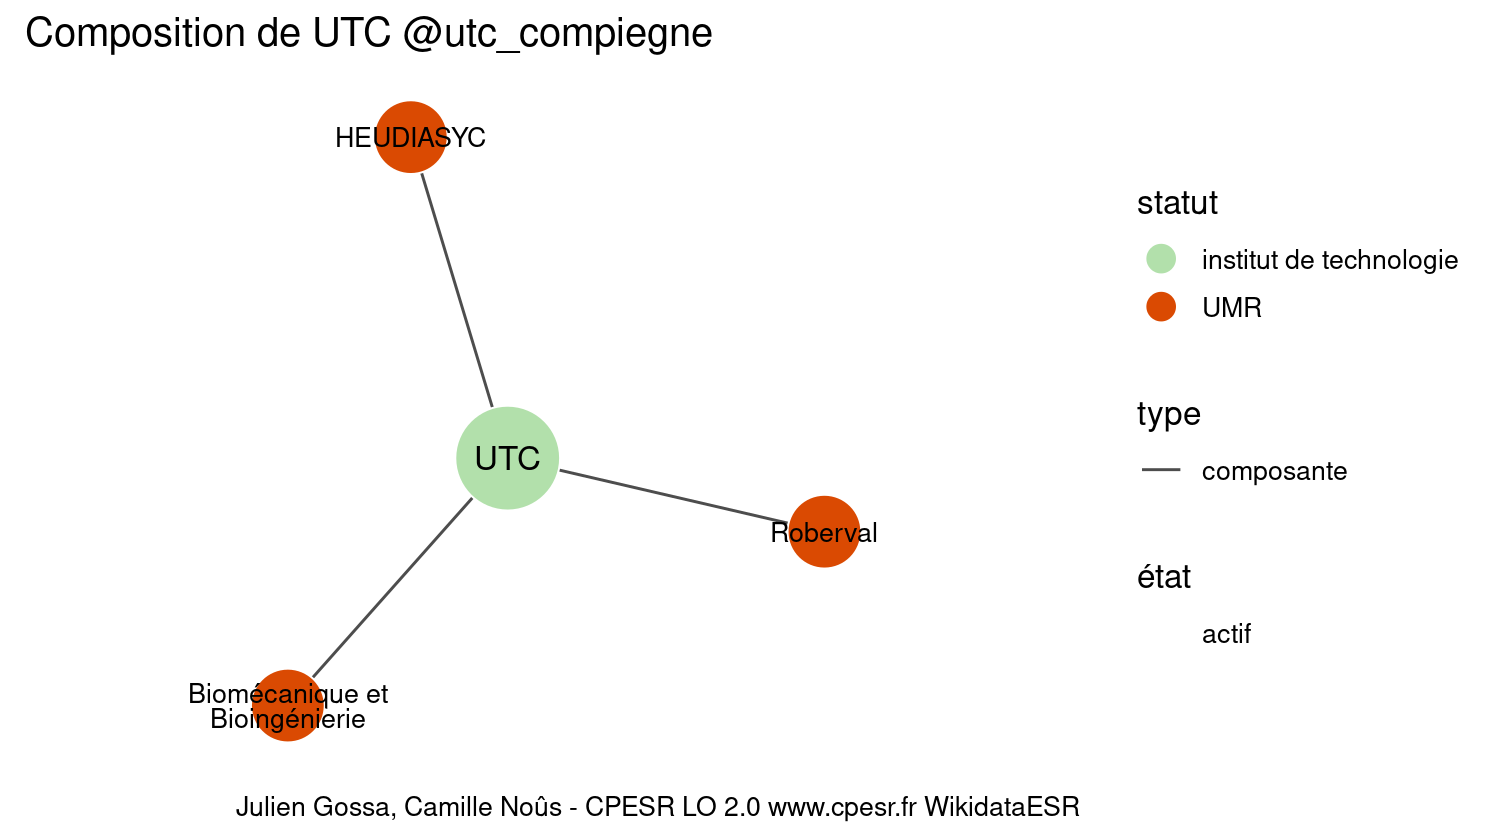 Composition de UTC @utc_compiegne
HEUDIASYC
UTC
Roberval
Biomécanique et
Bioingénierie
statut
institut de technologie
UMR
type
composante
état
actif
Julien Gossa, Camille Noûs - CPESR LO 2.0 www.cpesr.fr WikidataESR